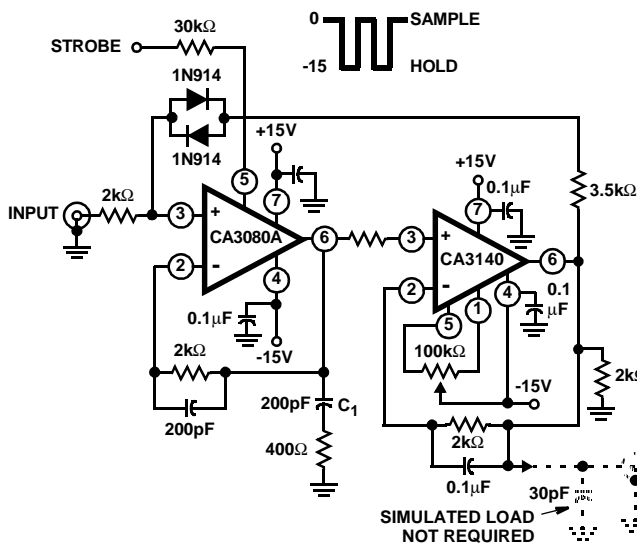 0
SAMPLE
-15
HOLD
30kΩ
STROBE
1N914
1N914
+15V
+15V
0.1µF
3.5kΩ
2kΩ
INPUT
5
7
7
3
+
CA3080A
6
3
+
CA3140
6
2
-
4
2
-
4
0.1
µF
5
1
0.1µF
-15V
100kΩ
-15V
2kΩ
2k
200pF
200pF
C1
400Ω
2kΩ
0.1µF
30pF
SIMULATED LOAD
NOT REQUIRED